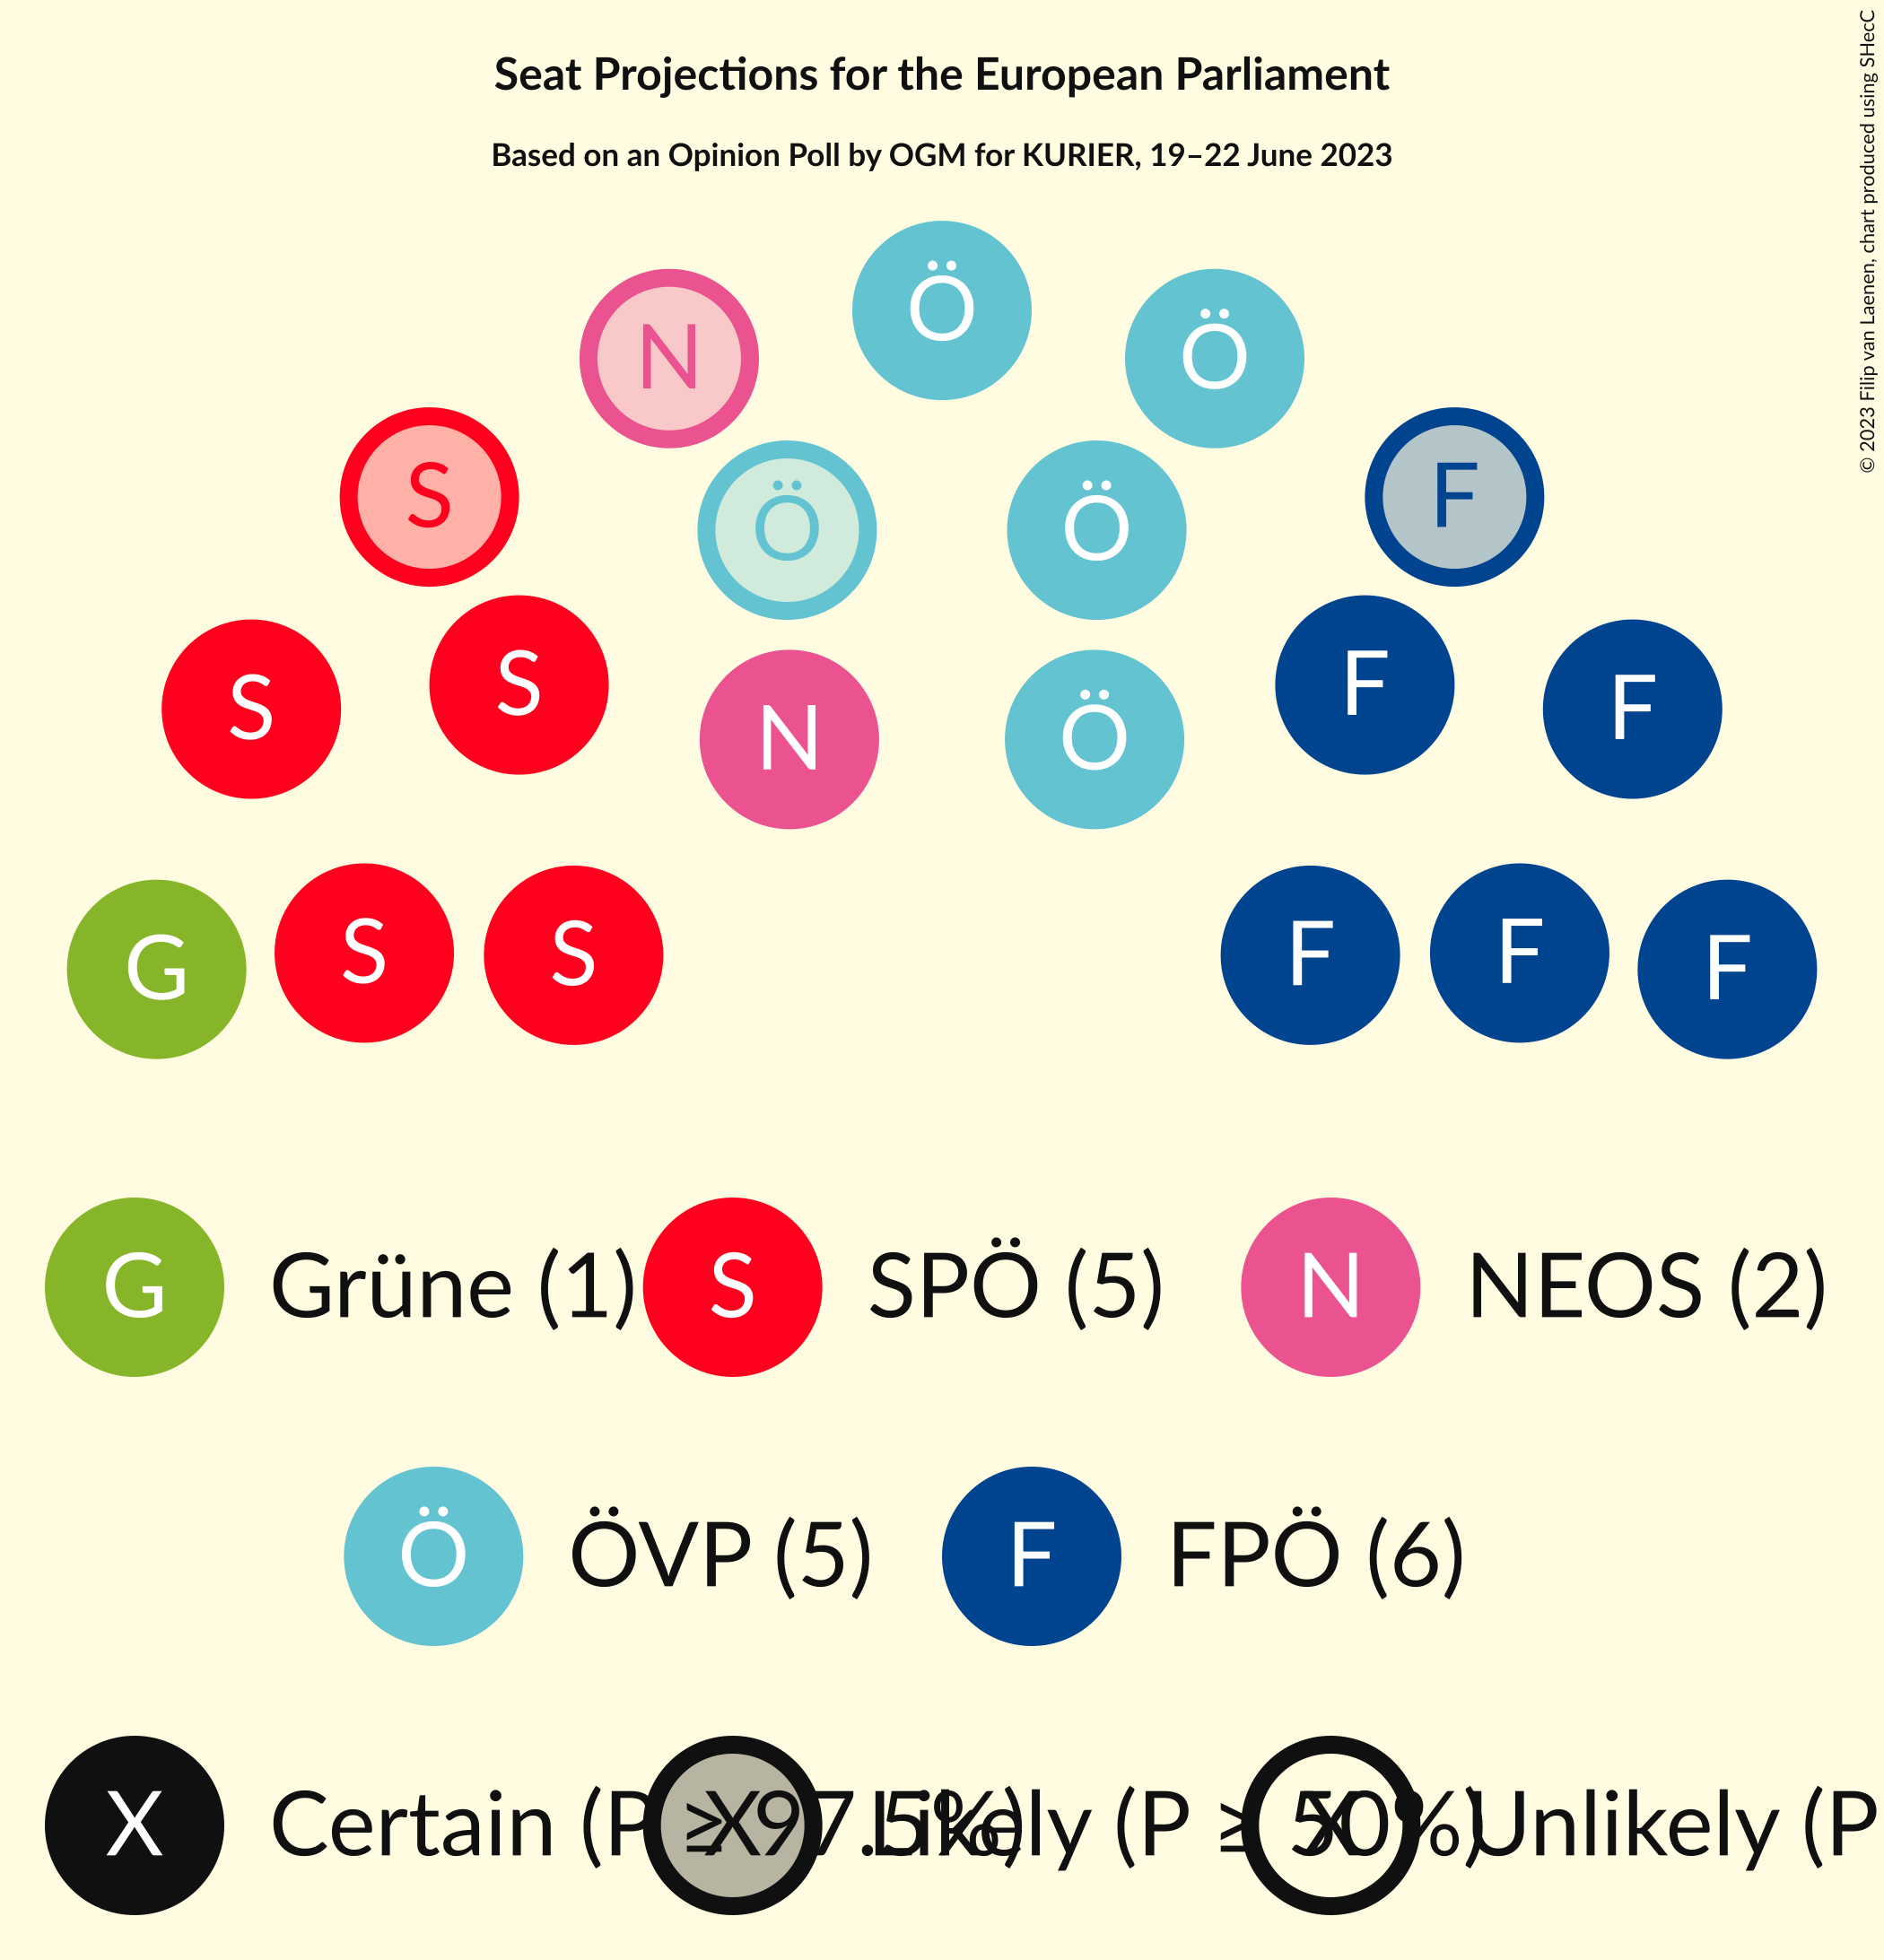 Seat Projections for the European Parliament
Based on an Opinion Poll by OGM for KURIER, 19–22 June 2023
© 2023 Filip van Laenen, chart produced using SHecC
Ö
N Ö
S F
Ö Ö
S S F F
N Ö
G S S F F F
G Grüne (1) S SPÖ (5) N NEOS (2)
Ö ÖVP (5) F FPÖ (6)
X Certain (P ≥ 97.5%) X Likely (P ≥ 50%) X Unlikely (P